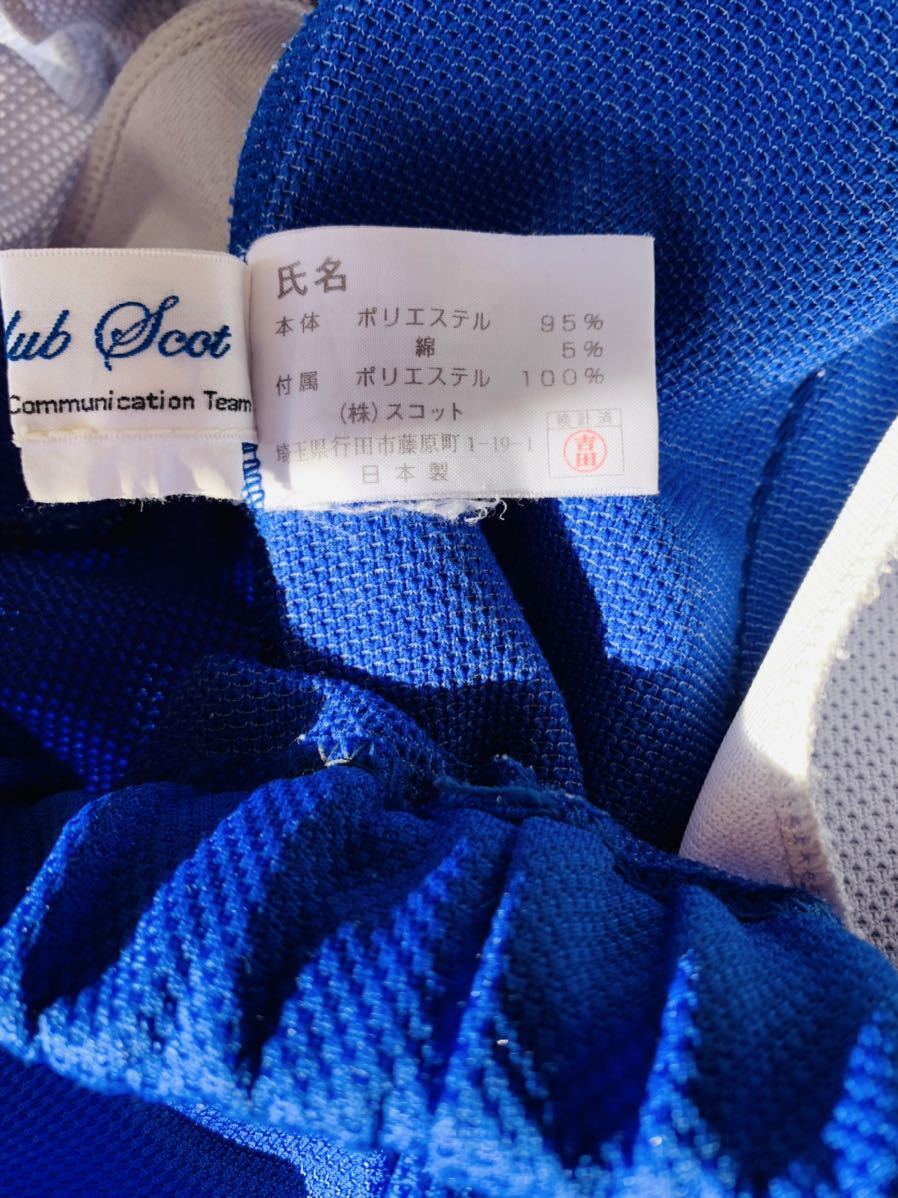 lub Scot
Communication Team
氏名
本体 ポリエステル 95%
綿 5%
付属 ポリエステル 100%
(株)スコット
埼玉県行田市藤原町1-19-1
日本製
検針済
吉田